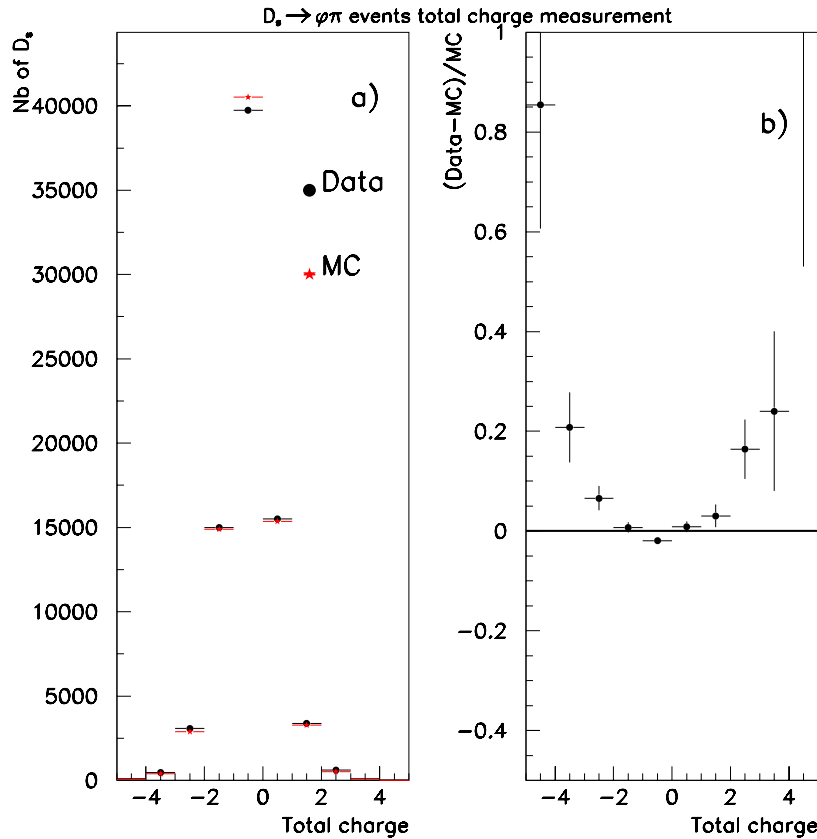 Dₛ → φπ events total charge measurement
Nb of Dₛ
a)
40000
Data
35000
MC
30000
25000
20000
15000
10000
5000
0
−4 −2 0 2 4
Total charge
(Data−MC)/MC
b)
1
0.8
0.6
0.4
0.2
0
−0.2
−0.4
−4 −2 0 2 4
Total charge